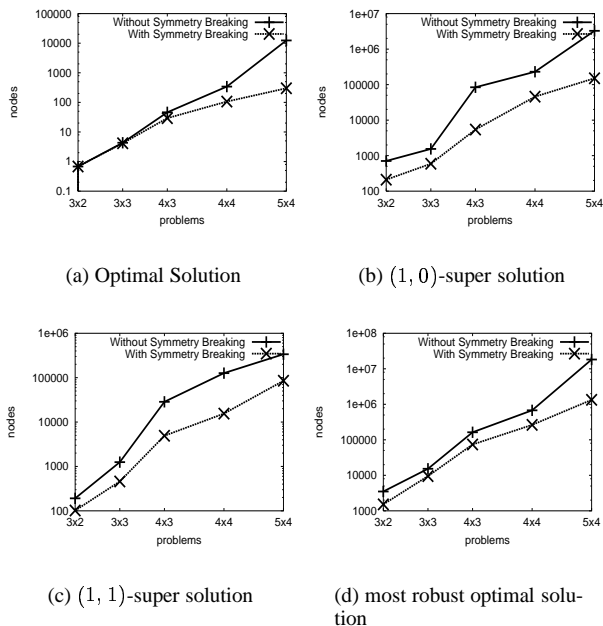 100000
10000
1000
100
10
1
0.1
nodes
Without Symmetry Breaking
With Symmetry Breaking
3x2 3x3 4x3 4x4 5x4
problems
(a) Optimal Solution
1e+07
1e+06
100000
10000
1000
100
nodes
Without Symmetry Breaking
With Symmetry Breaking
3x2 3x3 4x3 4x4 5x4
problems
(b) (1, 0)-super solution
1e+06
100000
10000
1000
100
nodes
Without Symmetry Breaking
With Symmetry Breaking
3x2 3x3 4x3 4x4 5x4
problems
(c) (1, 1)-super solution
1e+08
1e+07
1e+06
100000
10000
1000
nodes
Without Symmetry Breaking
With Symmetry Breaking
3x2 3x3 4x3 4x4 5x4
problems
(d) most robust optimal solu-
tion